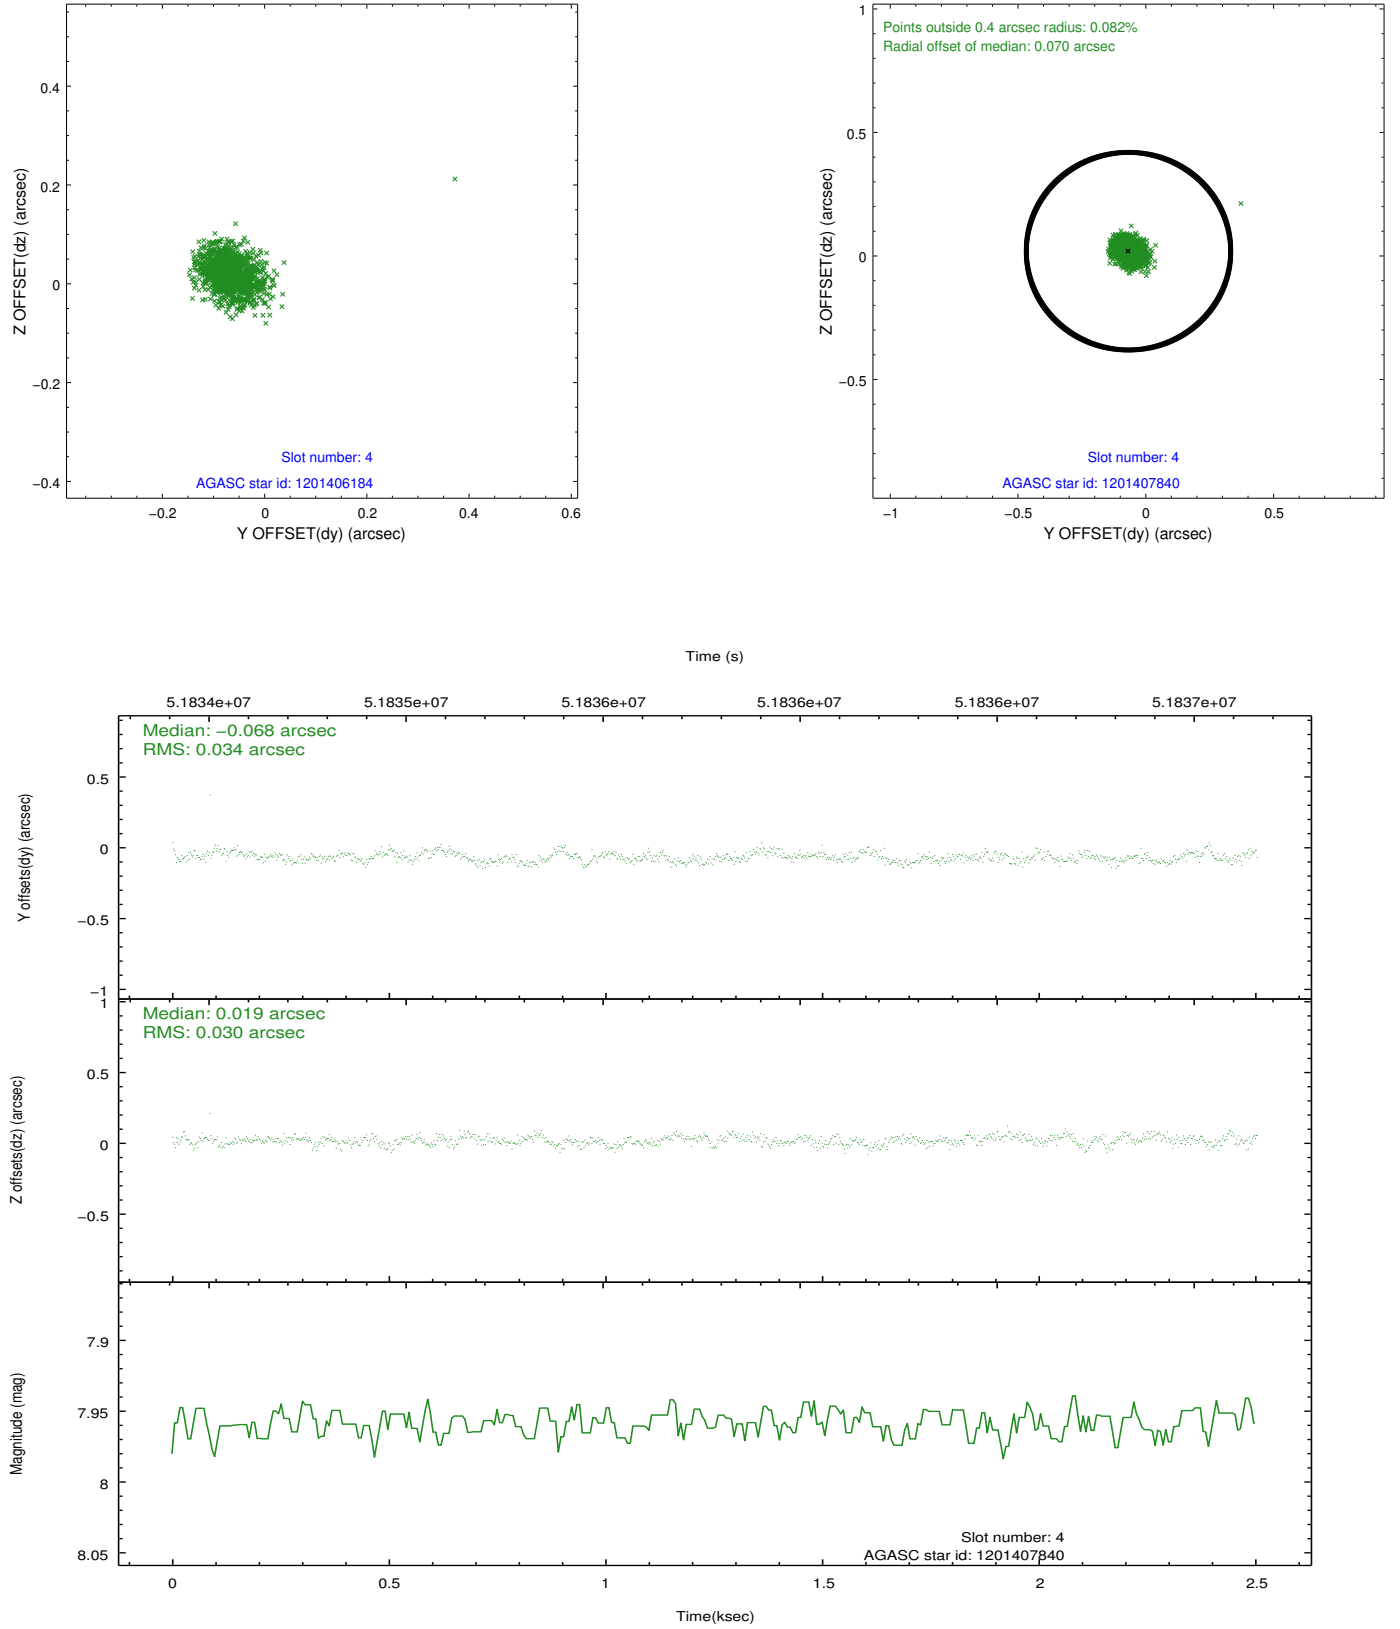 0.4
0.2
0
−0.2
−0.4
Z OFFSET(dz) (arcsec)
Slot number: 4
AGASC star id: 1201406184
−0.2 0 0.2 0.4 0.6
Y OFFSET(dy) (arcsec)
Points outside 0.4 arcsec radius: 0.082%
Radial offset of median: 0.070 arcsec
1
0.5
0
−0.5
Z OFFSET(dz) (arcsec)
Slot number: 4
AGASC star id: 1201407840
−1 −0.5 0 0.5
Y OFFSET(dy) (arcsec)
Time (s)
5.1834e+07 5.1835e+07 5.1836e+07 5.1836e+07 5.1836e+07 5.1837e+07
Median: −0.068 arcsec
RMS: 0.034 arcsec
0.5
0
−0.5
−1
Y offsets(dy) (arcsec)
1
Median: 0.019 arcsec
RMS: 0.030 arcsec
0.5
0
−0.5
Z offsets(dz) (arcsec)
7.9
7.95
8
8.05
Magnitude (mag)
Slot number: 4
AGASC star id: 1201407840
0 0.5 1 1.5 2 2.5
Time(ksec)